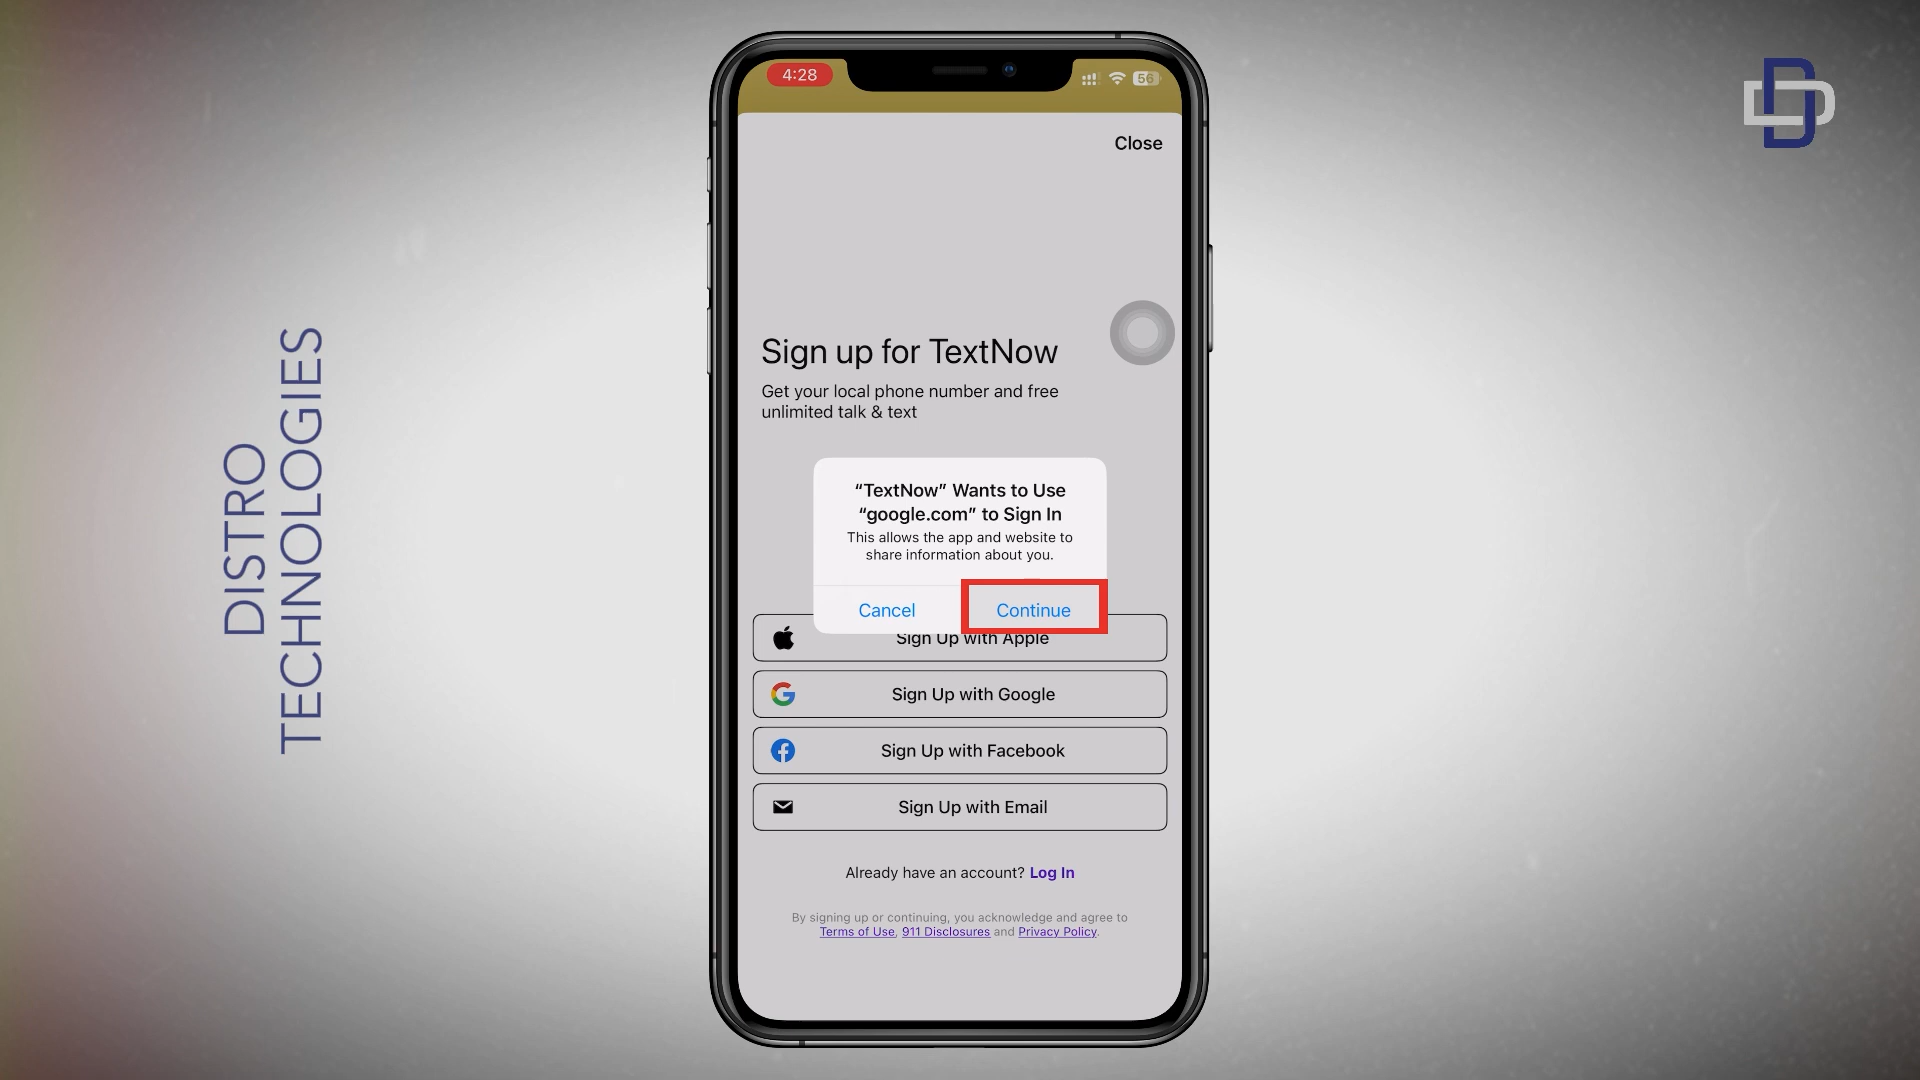 4:28
56
Close
Sign up for TextNow
Get your local phone number and free
unlimited talk & text
“TextNow” Wants to Use
“google.com” to Sign In
This allows the app and website to
share information about you.
Cancel
Continue
Sign Up with Apple
Sign Up with Google
Sign Up with Facebook
Sign Up with Email
Already have an account? Log In
By signing up or continuing, you acknowledge and agree to
Terms of Use, 911 Disclosures and Privacy Policy.
DISTRO
TECHNOLOGIES